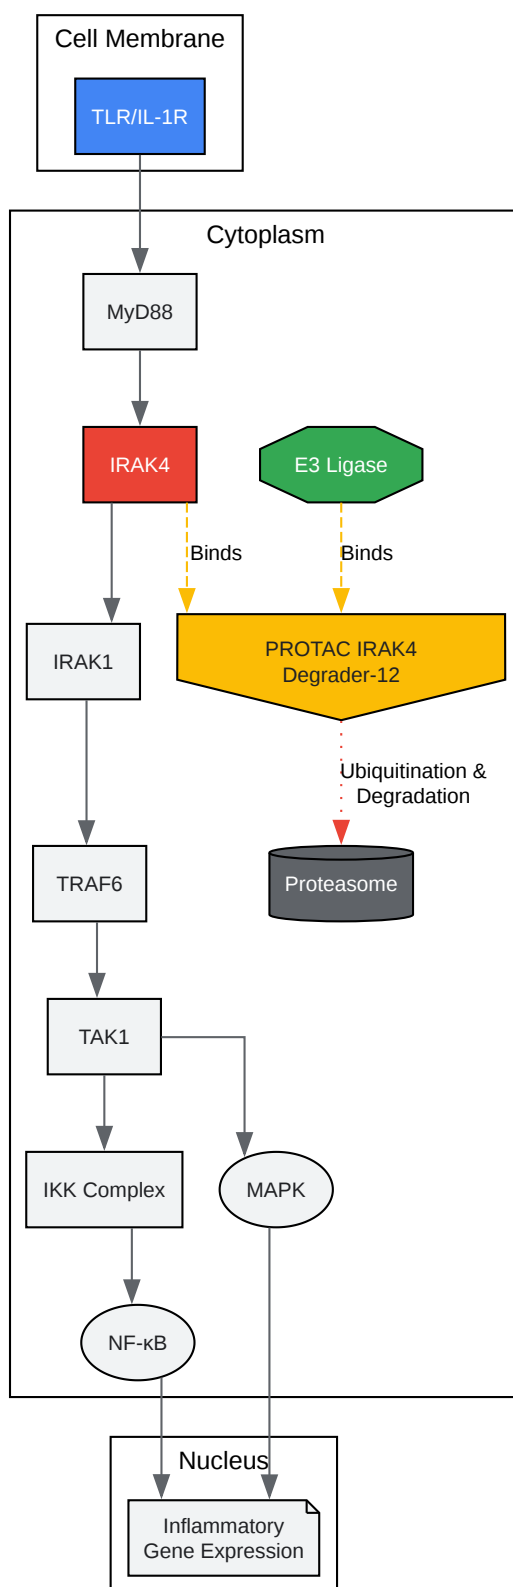 Cell Membrane
TLR/IL-1R
Cytoplasm
MyD88
IRAK4
E3 Ligase
Binds
Binds
IRAK1
PROTAC IRAK4
Degrader-12
Ubiquitination &
Degradation
TRAF6
Proteasome
TAK1
IKK Complex
MAPK
NF-κB
Nucleus
Inflammatory
Gene Expression